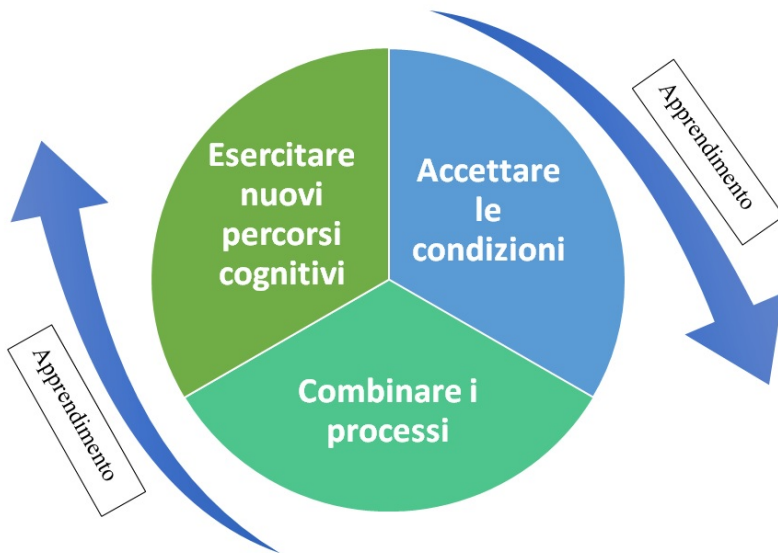 Esercitare
nuovi
percorsi
cognitivi
Accettare
le
condizioni
Combinare i
processi
Apprendimento
Apprendimento